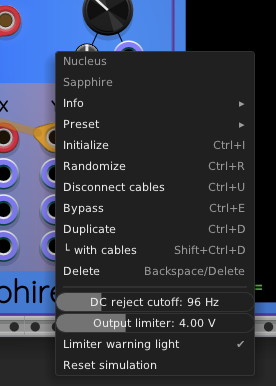 Nucleus
Sapphire
Info ▸
Preset ▸
Initialize Ctrl+I
Randomize Ctrl+R
Disconnect cables Ctrl+U
Bypass Ctrl+E
Duplicate Ctrl+D
└ with cables Shift+Ctrl+D
Delete Backspace/Delete
DC reject cutoff: 96 Hz
Output limiter: 4.00 V
Limiter warning light ✔
Reset simulation
X